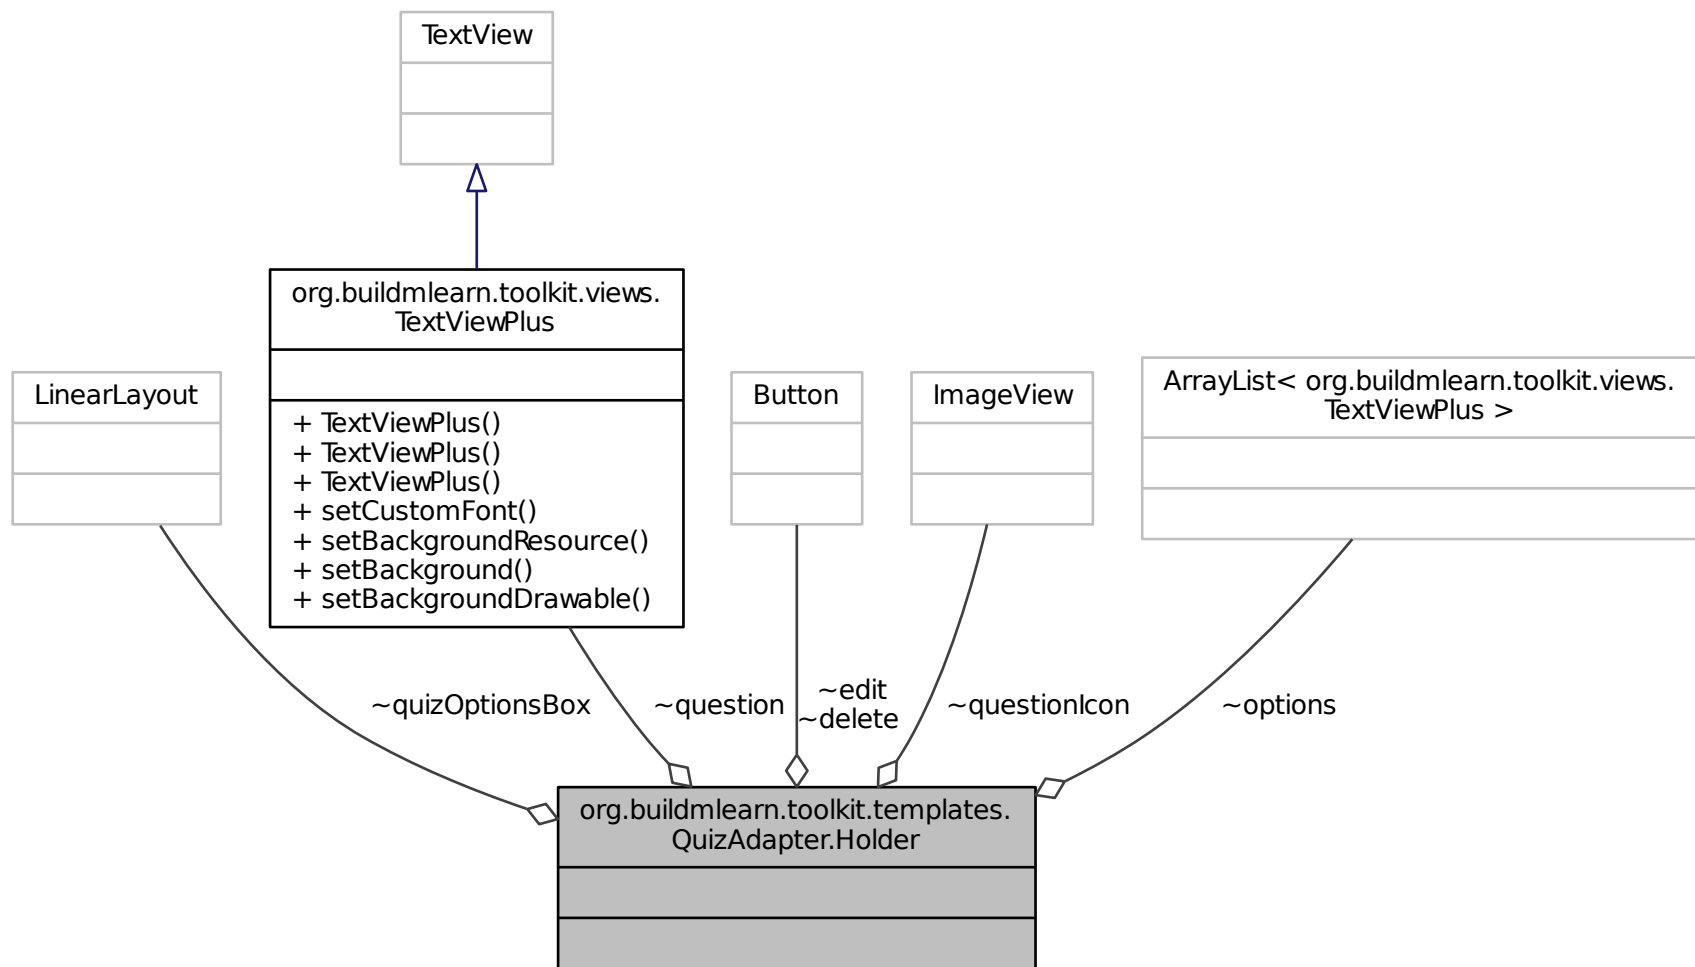 TextView
org.buildmlearn.toolkit.views.
TextViewPlus
+ TextViewPlus()
+ TextViewPlus()
+ TextViewPlus()
+ setCustomFont()
+ setBackgroundResource()
+ setBackground()
+ setBackgroundDrawable()
LinearLayout
Button
ImageView
ArrayList< org.buildmlearn.toolkit.views.
TextViewPlus >
~quizOptionsBox
~question
~edit
~delete
~questionIcon
~options
org.buildmlearn.toolkit.templates.
QuizAdapter.Holder